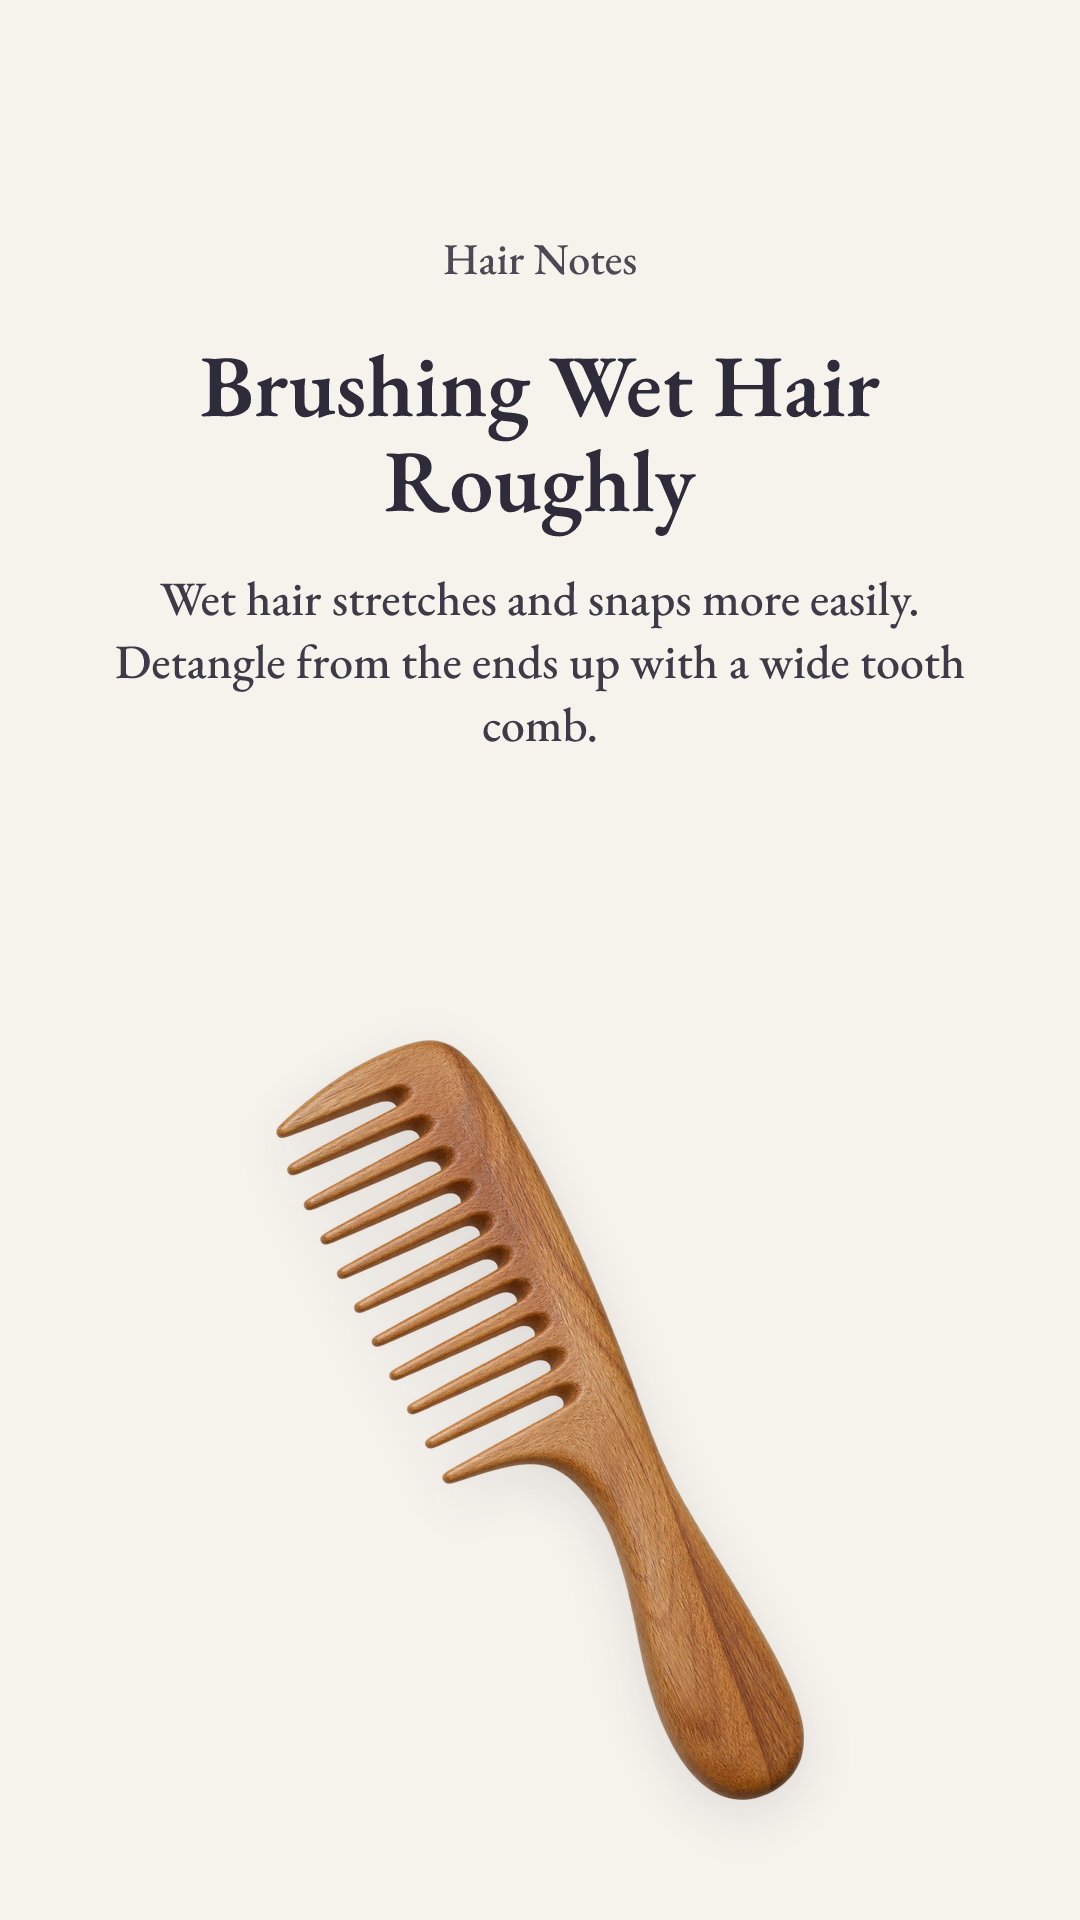 Hair Notes
Brushing Wet Hair
Roughly
Wet hair stretches and snaps more easily.
Detangle from the ends up with a wide tooth
comb.